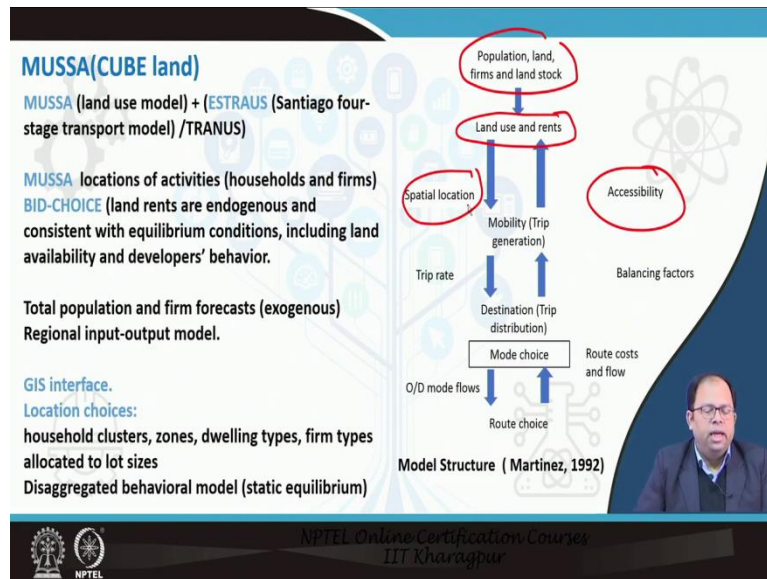 MUSSA(CUBE land)
MUSSA (land use model) + (ESTRAUS (Santiago four-
stage transport model) /TRANUS)
MUSSA locations of activities (households and firms)
BID-CHOICE (land rents are endogenous and
consistent with equilibrium conditions, including land
availability and developers’ behavior.
Total population and firm forecasts (exogenous)
Regional input-output model.
GIS interface.
Location choices:
household clusters, zones, dwelling types, firm types
allocated to lot sizes
Disaggregated behavioral model (static equilibrium)
Population, land,
firms and land stock
Land use and rents
Spatial location
Accessibility
Mobility (Trip
generation)
Trip rate
Balancing factors
Destination (Trip
distribution)
Mode choice
Route costs
and flow
O/D mode flows
Route choice
Model Structure ( Martinez, 1992)
NPTEL
NPTEL Online Certification Courses
IIT Kharagpur